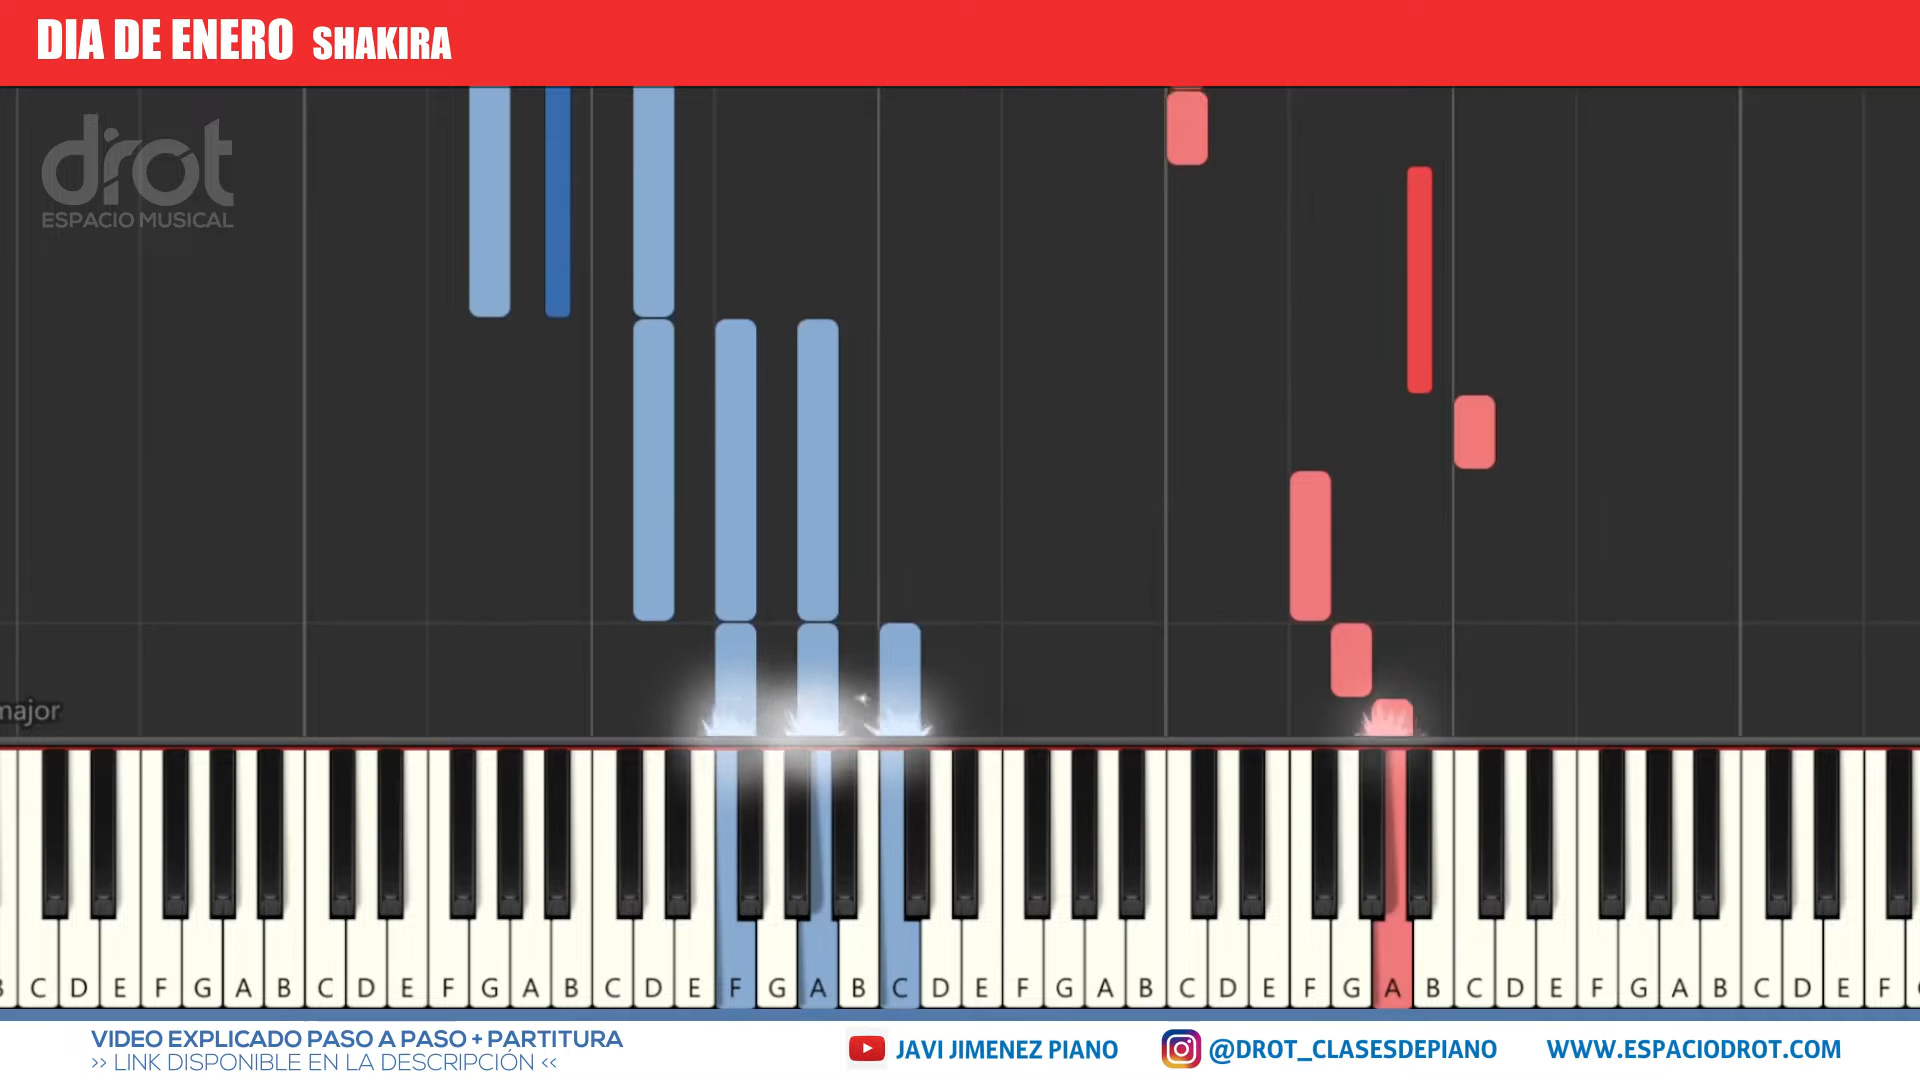 DIA DE ENERO SHAKIRA
drot
ESPACIO MUSICAL
major
B C D E F G A B C D E F G A B C D E F G A B C D E F G A B C D E F G A B C D E F G A B C D E F G
VIDEO EXPLICADO PASO A PASO + PARTITURA
>> LINK DISPONIBLE EN LA DESCRIPCIÓN <<
JAVI JIMENEZ PIANO
@DROT_CLASESDEPIANO
WWW.ESPACIODROT.COM